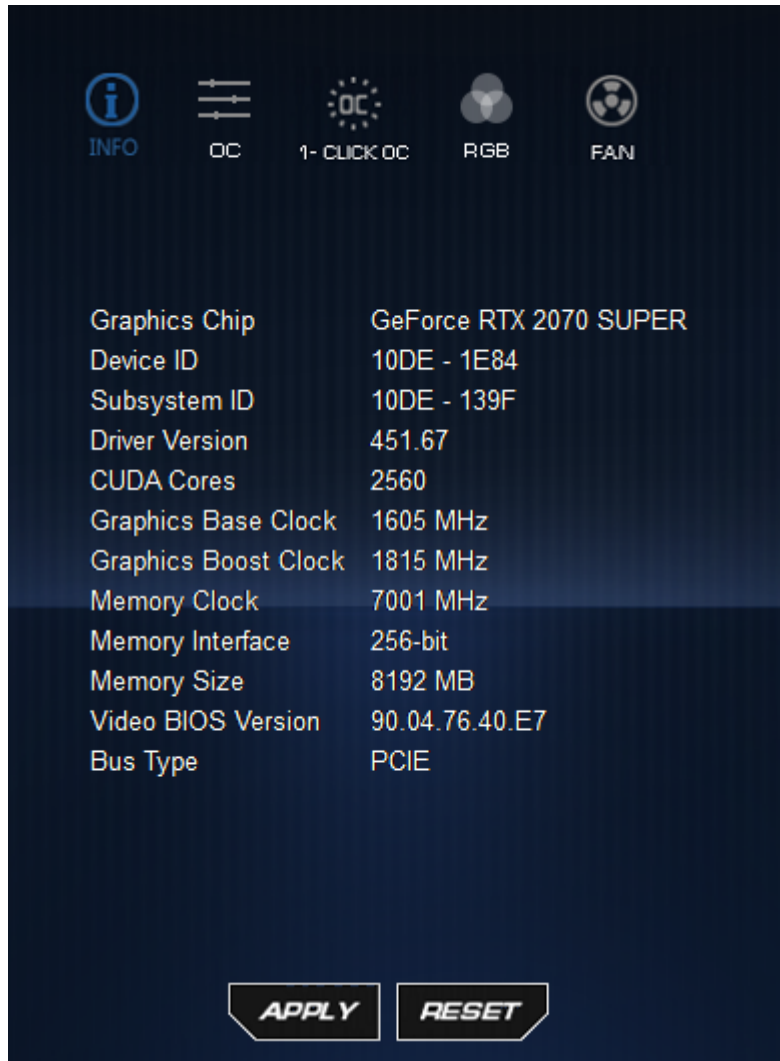 INFO
OC
OC
1- CLICK OC
RGB
FAN
Graphics Chip GeForce RTX 2070 SUPER
Device ID 10DE - 1E84
Subsystem ID 10DE - 139F
Driver Version 451.67
CUDA Cores 2560
Graphics Base Clock 1605 MHz
Graphics Boost Clock 1815 MHz
Memory Clock 7001 MHz
Memory Interface 256-bit
Memory Size 8192 MB
Video BIOS Version 90.04.76.40.E7
Bus Type PCIE
APPLY RESET